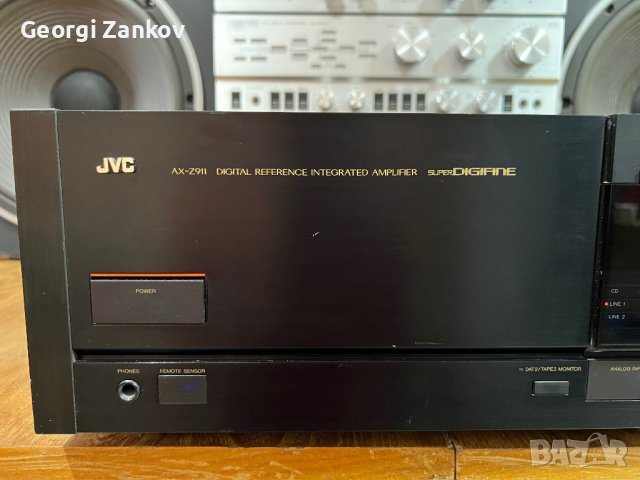 Georgi Zankov
JVC
AX-Z911 DIGITAL REFERENCE INTEGRATED AMPLIFIER SUPER DIGIFINE
POWER
CD
LINE 1
LINE 2
PHONES
REMOTE SENSOR
DAT 2/TAPE 2 MONITOR
ANALOG INP
BAZAR